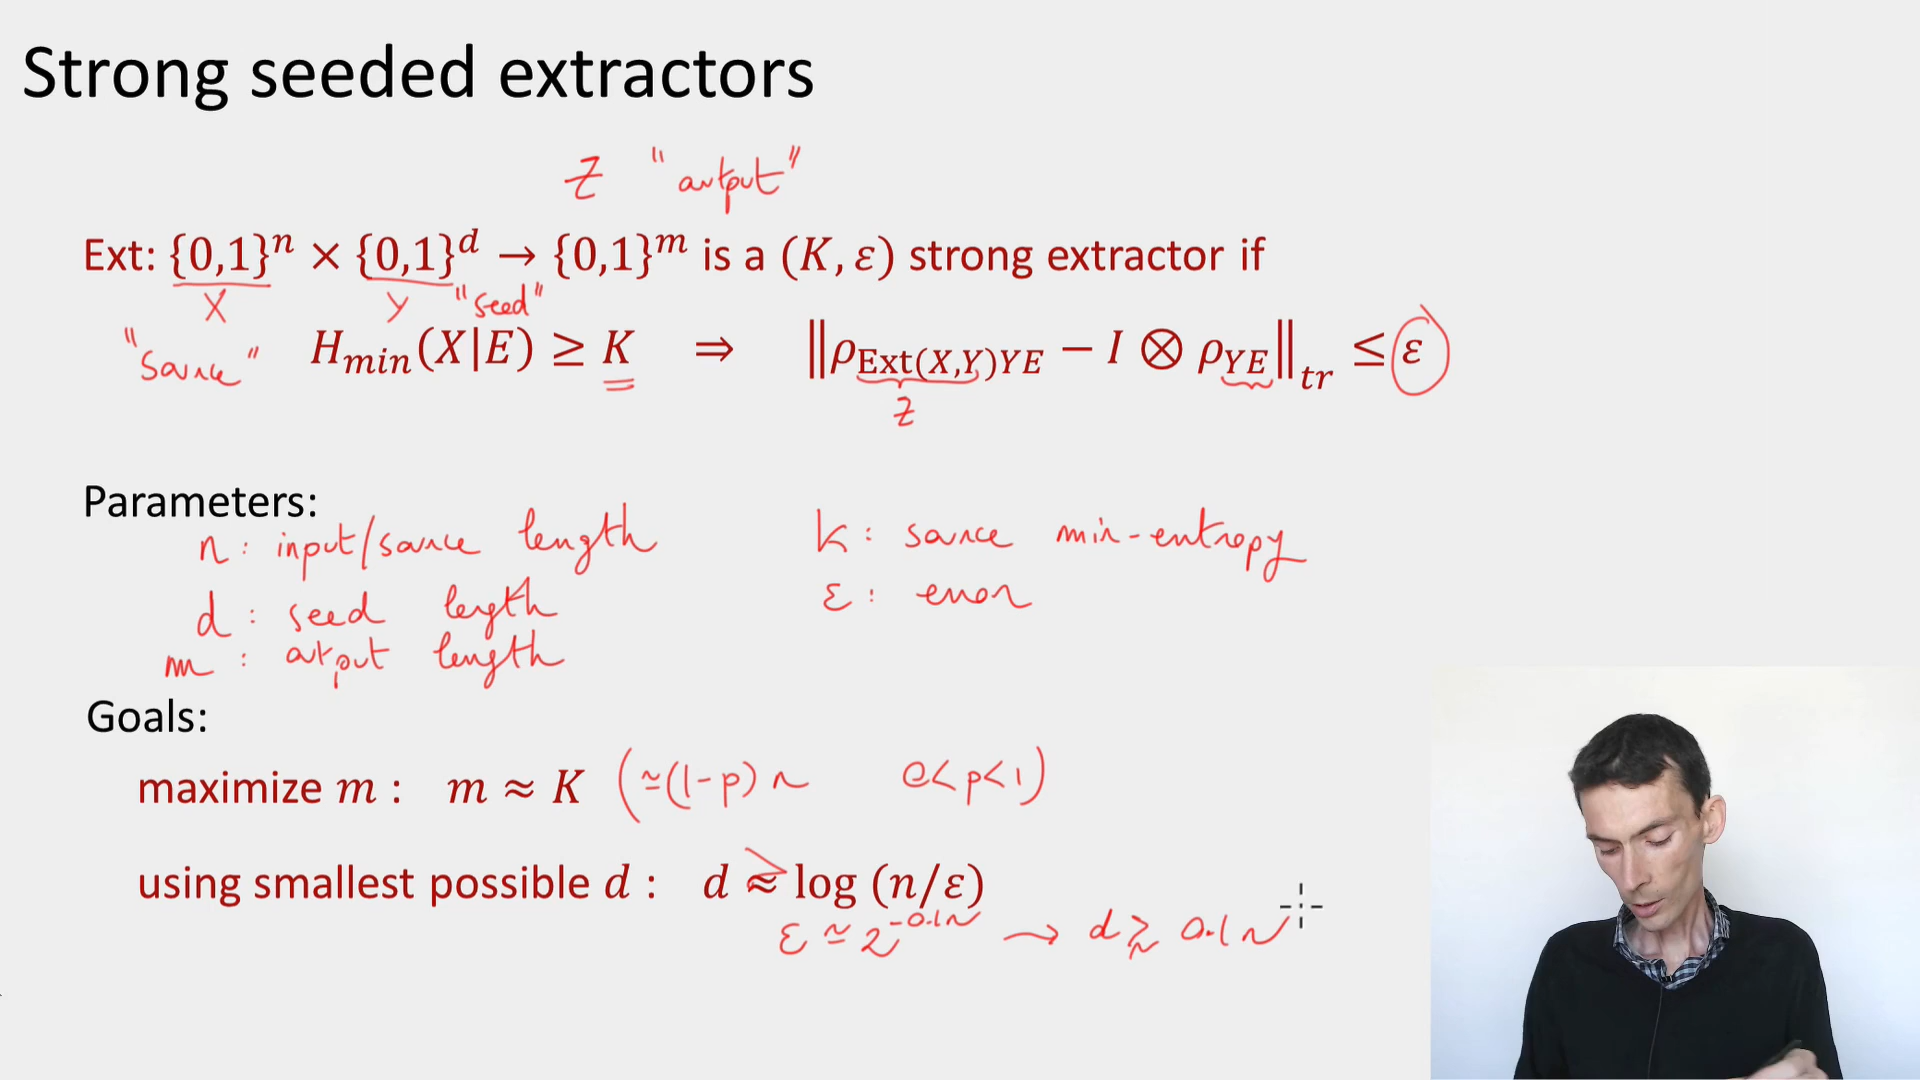 Strong seeded extractors
Z "output"
Ext: {0,1}ⁿ × {0,1}ᵈ → {0,1}ᵐ is a (K, ε) strong extractor if
X Y "seed"
"Source" H_min(X|E) ≥ K ⇒ ‖ρ_Ext(X,Y)YE − I ⊗ ρ_YE‖_tr ≤ ε
Z
Parameters:
n: input/source length k: source min-entropy
d: seed length ε: error
m: output length
Goals:
maximize m : m ≈ K (≃(1-p)n 0<p<1)
using smallest possible d : d ⪆ log (n/ε)
ε ≃ 2^(-0.1n) → d ≳ 0.1n